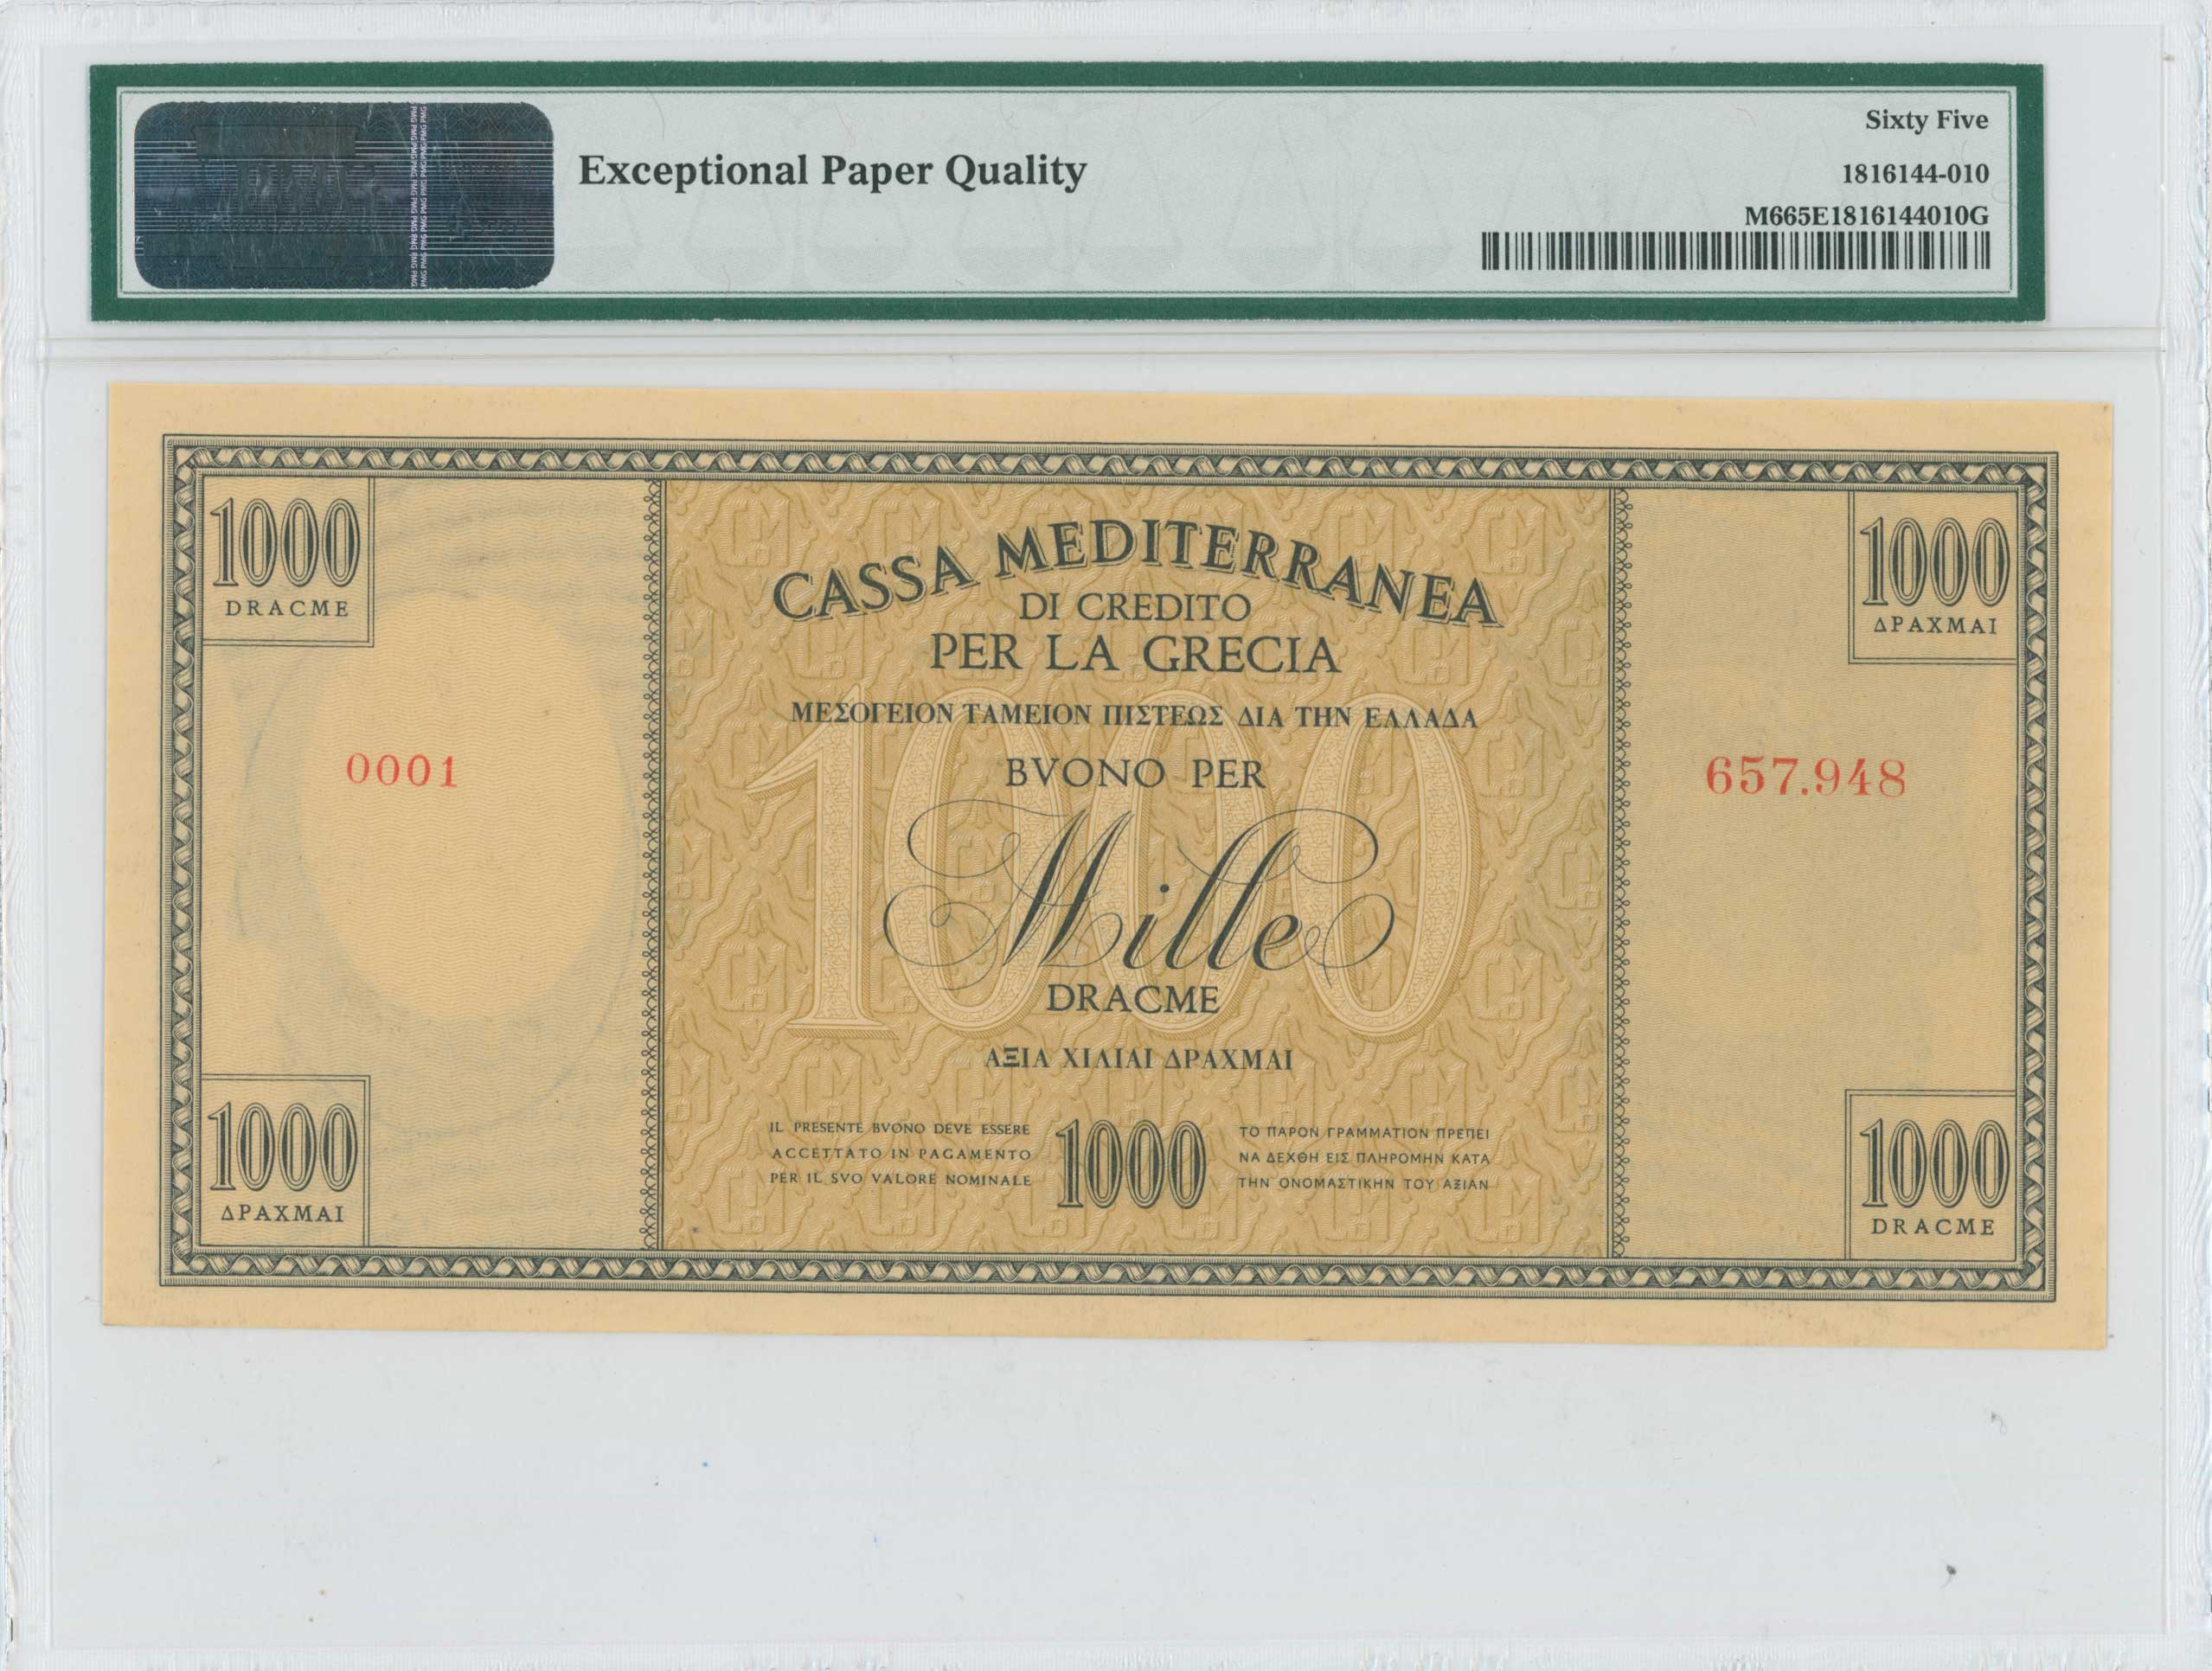 Exceptional Paper Quality
Sixty Five
1816144-010
M665E1816144010G
1000
DRACME
1000
ΔΡΑΧΜΑΙ
CASSA MEDITERRANEA
DI CREDITO
PER LA GRECIA
ΜΕΣΟΓΕΙΟΝ ΤΑΜΕΙΟΝ ΠΙΣΤΕΩΣ ΔΙΑ ΤΗΝ ΕΛΛΑΔΑ
0001
BVONO PER
657.948
1000
Mille
DRACME
ΑΞΙΑ ΧΙΛΙΑΙ ΔΡΑΧΜΑΙ
IL PRESENTE BVONO DEVE ESSERE
ACCETTATO IN PAGAMENTO
PER IL SVO VALORE NOMINALE
1000
ΤΟ ΠΑΡΟΝ ΓΡΑΜΜΑΤΙΟΝ ΠΡΕΠΕΙ
ΝΑ ΔΕΧΘΗ ΕΙΣ ΠΛΗΡΟΜΗΝ ΚΑΤΑ
ΤΗΝ ΟΝΟΜΑΣΤΙΚΗΝ ΤΟΥ ΑΞΙΑΝ
1000
ΔΡΑΧΜΑΙ
1000
DRACME